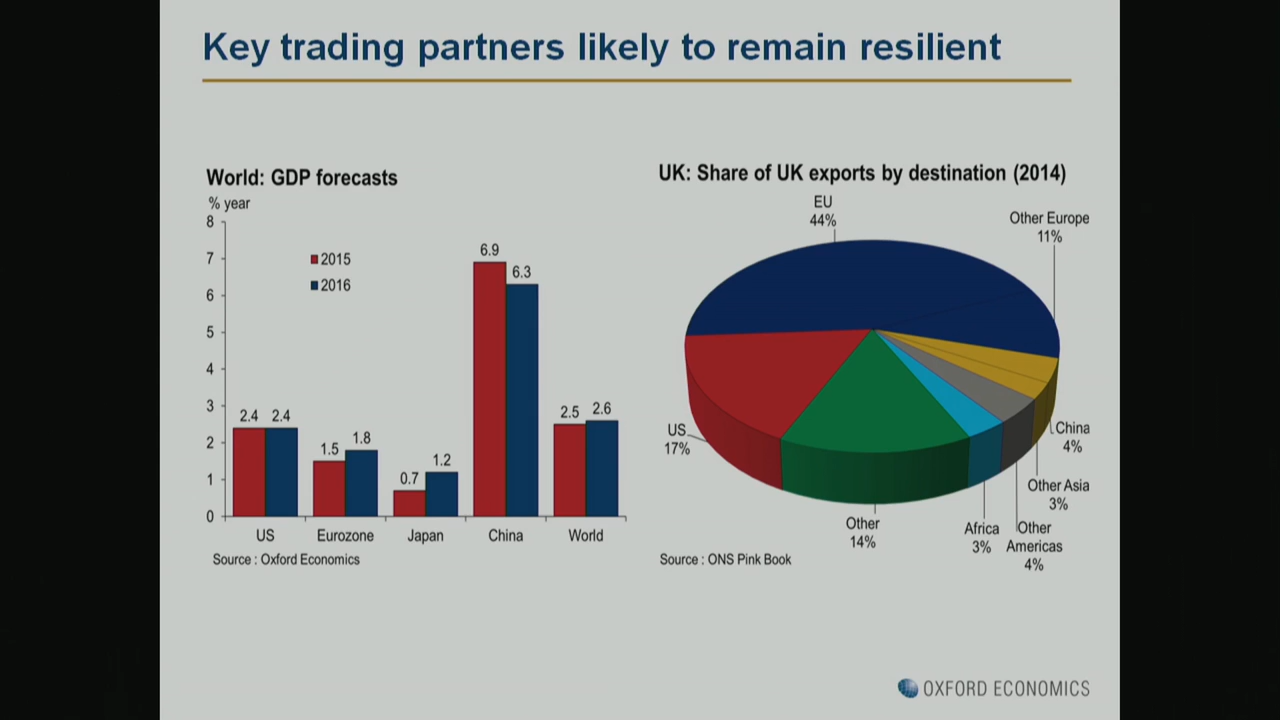 Key trading partners likely to remain resilient
World: GDP forecasts
% year
8
7
6
5
4
3
2
1
0
2015
2016
2.4 2.4
1.5 1.8
0.7 1.2
6.9 6.3
2.5 2.6
US Eurozone Japan China World
Source : Oxford Economics
UK: Share of UK exports by destination (2014)
EU
44%
Other Europe
11%
China
4%
Other Asia
3%
Other
Americas
4%
Africa
3%
Other
14%
US
17%
Source : ONS Pink Book
OXFORD ECONOMICS